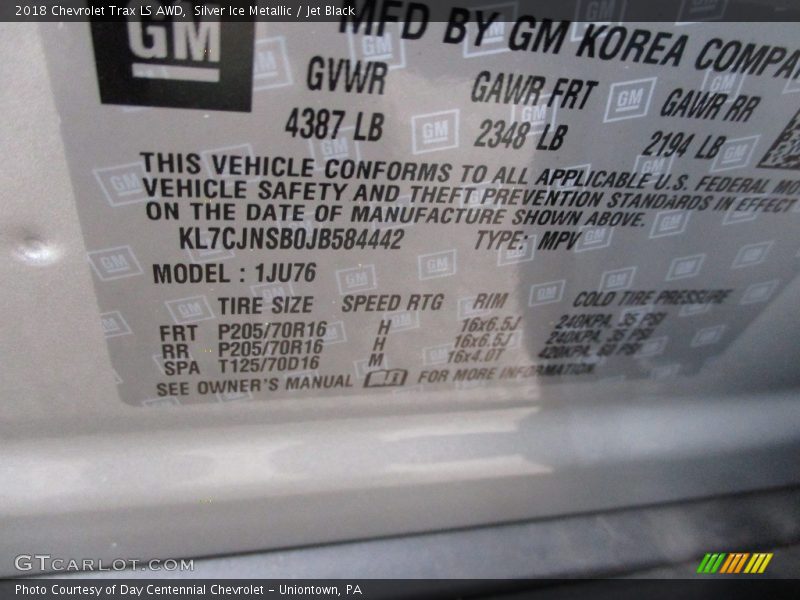 2018 Chevrolet Trax LS AWD, Silver Ice Metallic / Jet Black
GM
MFD BY GM KOREA COMPA
GVWR GAWR FRT GAWR RR
4387 LB 2348 LB 2194 LB
THIS VEHICLE CONFORMS TO ALL APPLICABLE U.S. FEDERAL MO
VEHICLE SAFETY AND THEFT PREVENTION STANDARDS IN EFFECT
ON THE DATE OF MANUFACTURE SHOWN ABOVE.
KL7CJNSB0JB584442 TYPE: MPV
MODEL : 1JU76
TIRE SIZE SPEED RTG RIM COLD TIRE PRESSURE
FRT P205/70R16 H 16x6.5J 240KPA, 35 PSI
RR P205/70R16 H 16x6.5J 240KPA, 35 PSI
SPA T125/70D16 M 16x4.0T 420KPA, 60 PSI
SEE OWNER'S MANUAL FOR MORE INFORMATION.
GTCARLOT.COM
Photo Courtesy of Day Centennial Chevrolet - Uniontown, PA